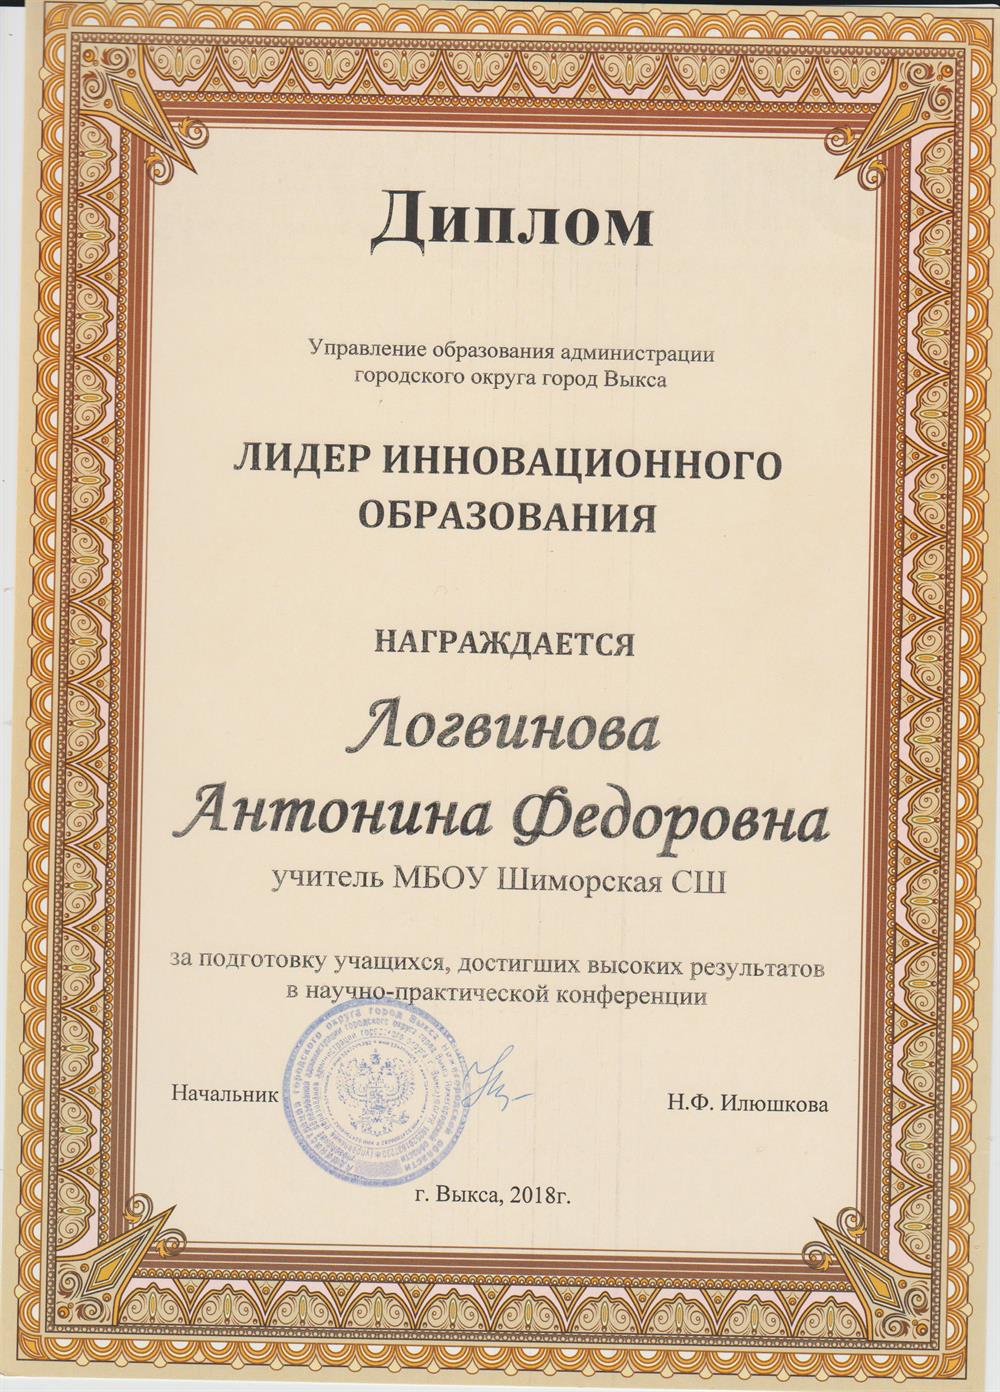 Диплом
Управление образования администрации
городского округа город Выкса
ЛИДЕР ИННОВАЦИОННОГО
ОБРАЗОВАНИЯ
НАГРАЖДАЕТСЯ
Логвинова
Антонина Федоровна
учитель МБОУ Шиморская СШ
за подготовку учащихся, достигших высоких результатов
в научно-практической конференции
Начальник
Н.Ф. Илюшкова
г. Выкса, 2018г.